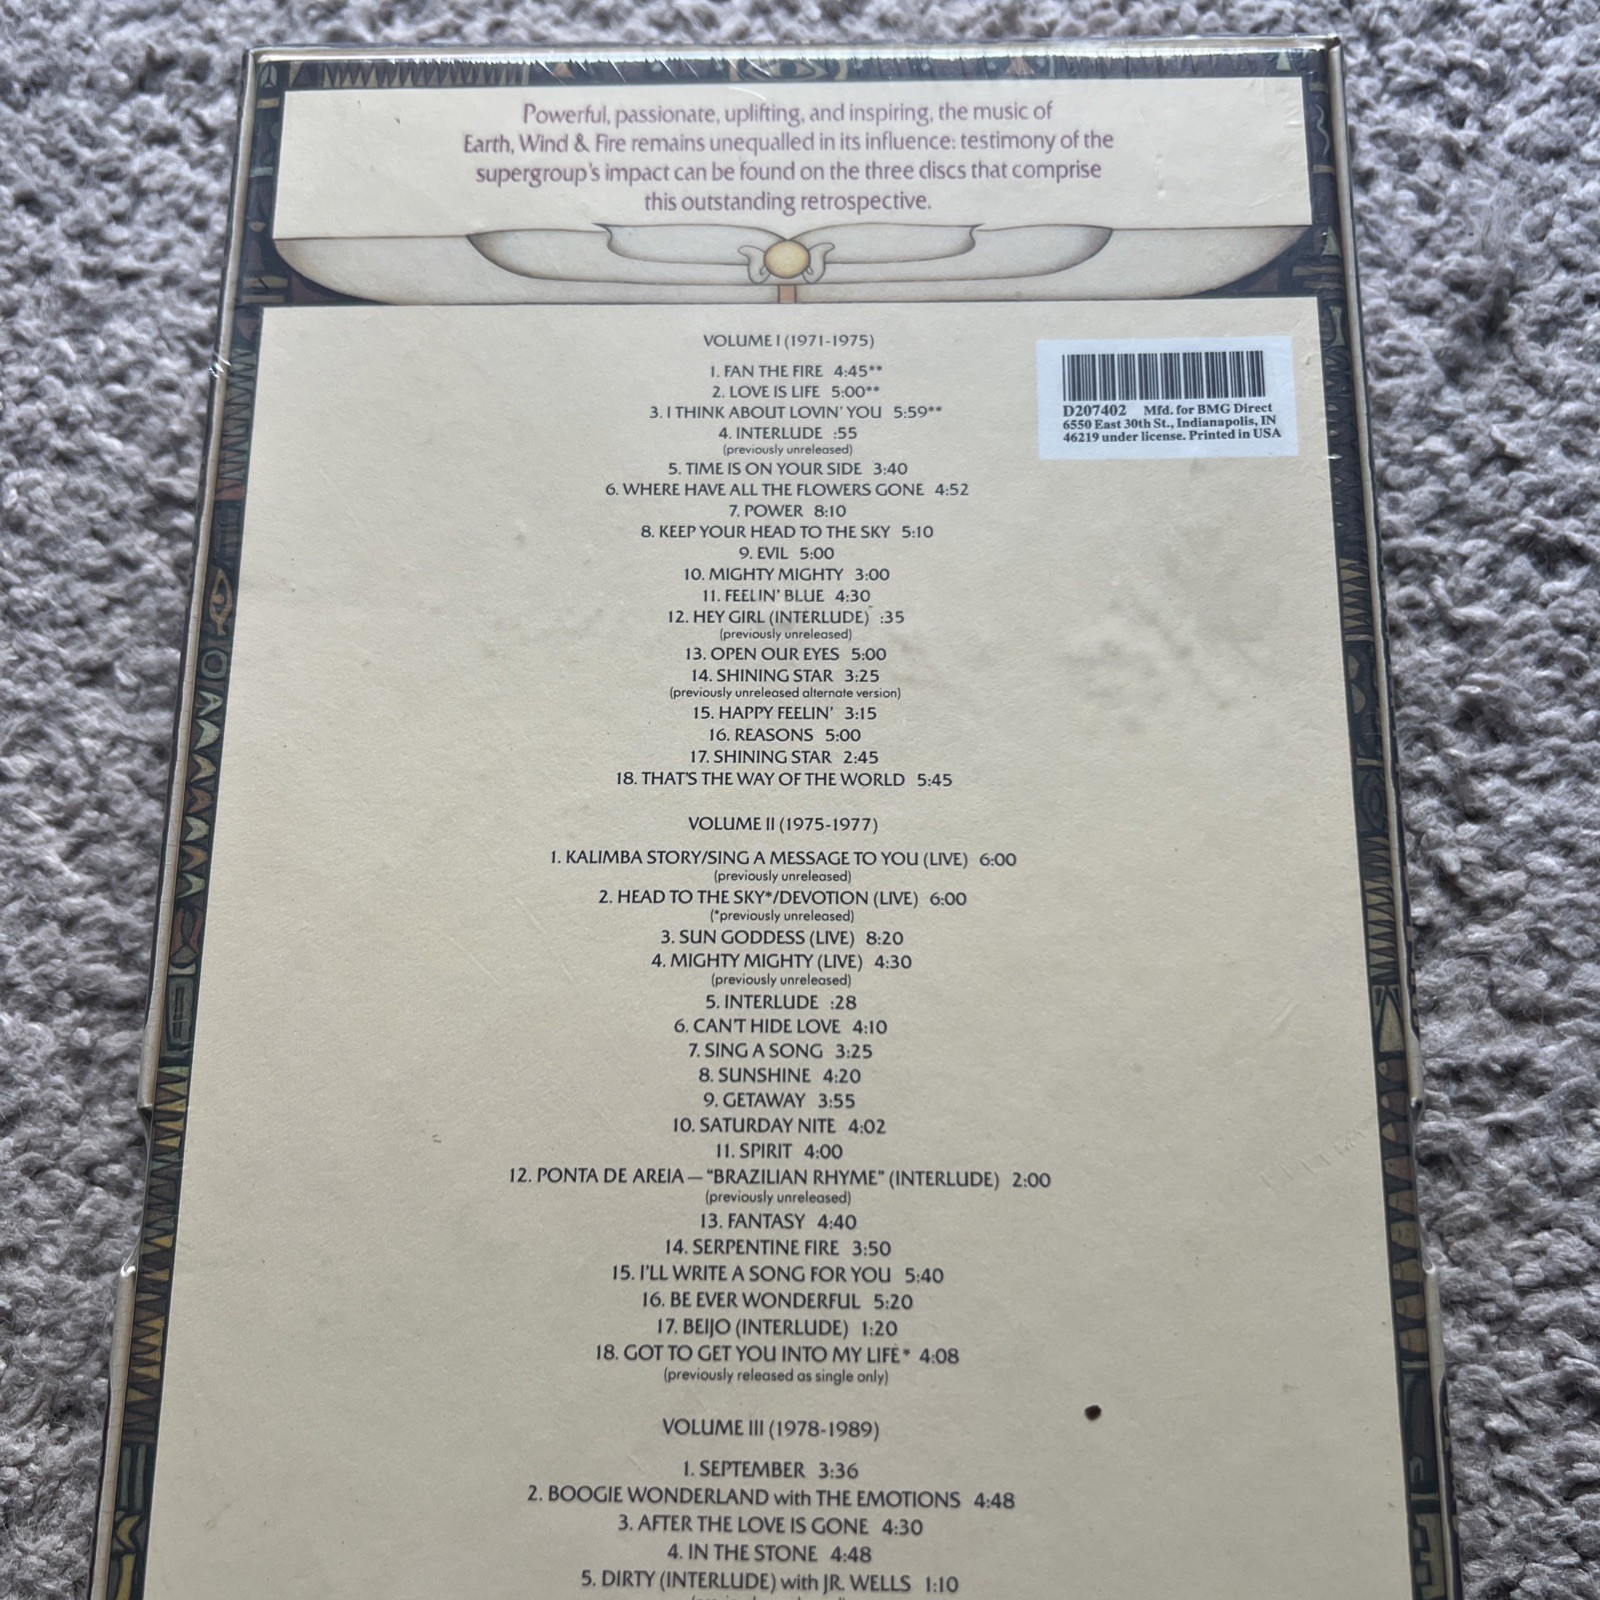 Powerful, passionate, uplifting, and inspiring, the music of
Earth, Wind & Fire remains unequalled in its influence: testimony of the
supergroup's impact can be found on the three discs that comprise
this outstanding retrospective.
VOLUME I (1971-1975)
1. FAN THE FIRE 4:45**
2. LOVE IS LIFE 5:00**
3. I THINK ABOUT LOVIN' YOU 5:59**
4. INTERLUDE :55
(previously unreleased)
5. TIME IS ON YOUR SIDE 3:40
6. WHERE HAVE ALL THE FLOWERS GONE 4:52
7. POWER 8:10
8. KEEP YOUR HEAD TO THE SKY 5:10
9. EVIL 5:00
10. MIGHTY MIGHTY 3:00
11. FEELIN' BLUE 4:30
12. HEY GIRL (INTERLUDE) :35
(previously unreleased)
13. OPEN OUR EYES 5:00
14. SHINING STAR 3:25
(previously unreleased alternate version)
15. HAPPY FEELIN' 3:15
16. REASONS 5:00
17. SHINING STAR 2:45
18. THAT'S THE WAY OF THE WORLD 5:45
D207402 Mfd. for BMG Direct
6550 East 30th St., Indianapolis, IN
46219 under license. Printed in USA
VOLUME II (1975-1977)
1. KALIMBA STORY/SING A MESSAGE TO YOU (LIVE) 6:00
(previously unreleased)
2. HEAD TO THE SKY*/DEVOTION (LIVE) 6:00
(*previously unreleased)
3. SUN GODDESS (LIVE) 8:20
4. MIGHTY MIGHTY (LIVE) 4:30
(previously unreleased)
5. INTERLUDE :28
6. CAN'T HIDE LOVE 4:10
7. SING A SONG 3:25
8. SUNSHINE 4:20
9. GETAWAY 3:55
10. SATURDAY NITE 4:02
11. SPIRIT 4:00
12. PONTA DE AREIA — "BRAZILIAN RHYME" (INTERLUDE) 2:00
(previously unreleased)
13. FANTASY 4:40
14. SERPENTINE FIRE 3:50
15. I'LL WRITE A SONG FOR YOU 5:40
16. BE EVER WONDERFUL 5:20
17. BEIJO (INTERLUDE) 1:20
18. GOT TO GET YOU INTO MY LIFE* 4:08
(previously released as single only)
VOLUME III (1978-1989)
1. SEPTEMBER 3:36
2. BOOGIE WONDERLAND with THE EMOTIONS 4:48
3. AFTER THE LOVE IS GONE 4:30
4. IN THE STONE 4:48
5. DIRTY (INTERLUDE) with JR. WELLS 1:10